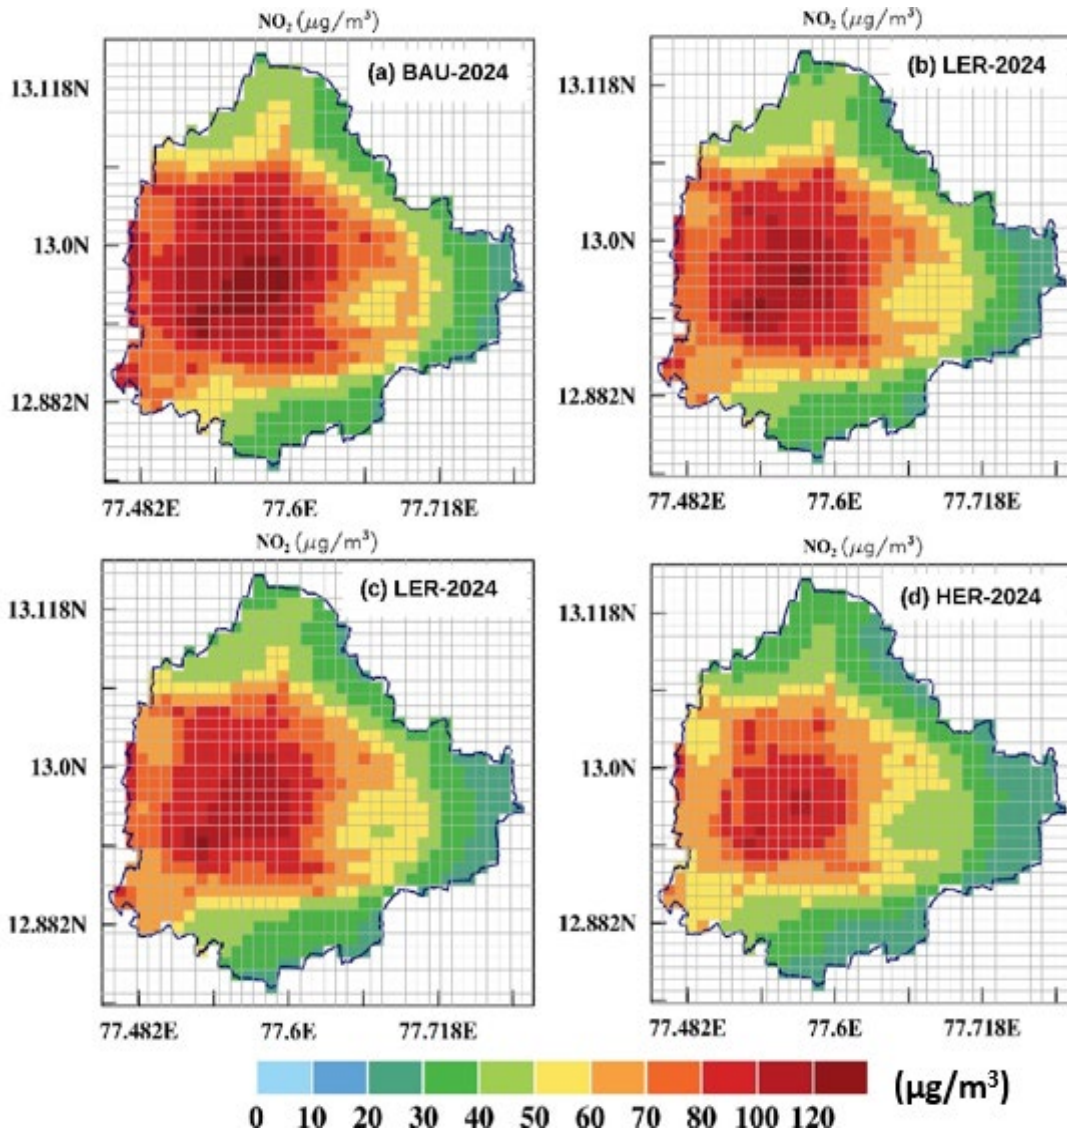 NO₂ (μg/m³)
(a) BAU-2024
13.118N
13.0N
12.882N
77.482E 77.6E 77.718E
NO₂ (μg/m³)
(b) LER-2024
13.118N
13.0N
12.882N
77.482E 77.6E 77.718E
NO₂ (μg/m³)
(c) LER-2024
13.118N
13.0N
12.882N
77.482E 77.6E 77.718E
NO₂ (μg/m³)
(d) HER-2024
13.118N
13.0N
12.882N
77.482E 77.6E 77.718E
0 10 20 30 40 50 60 70 80 100 120
(μg/m³)